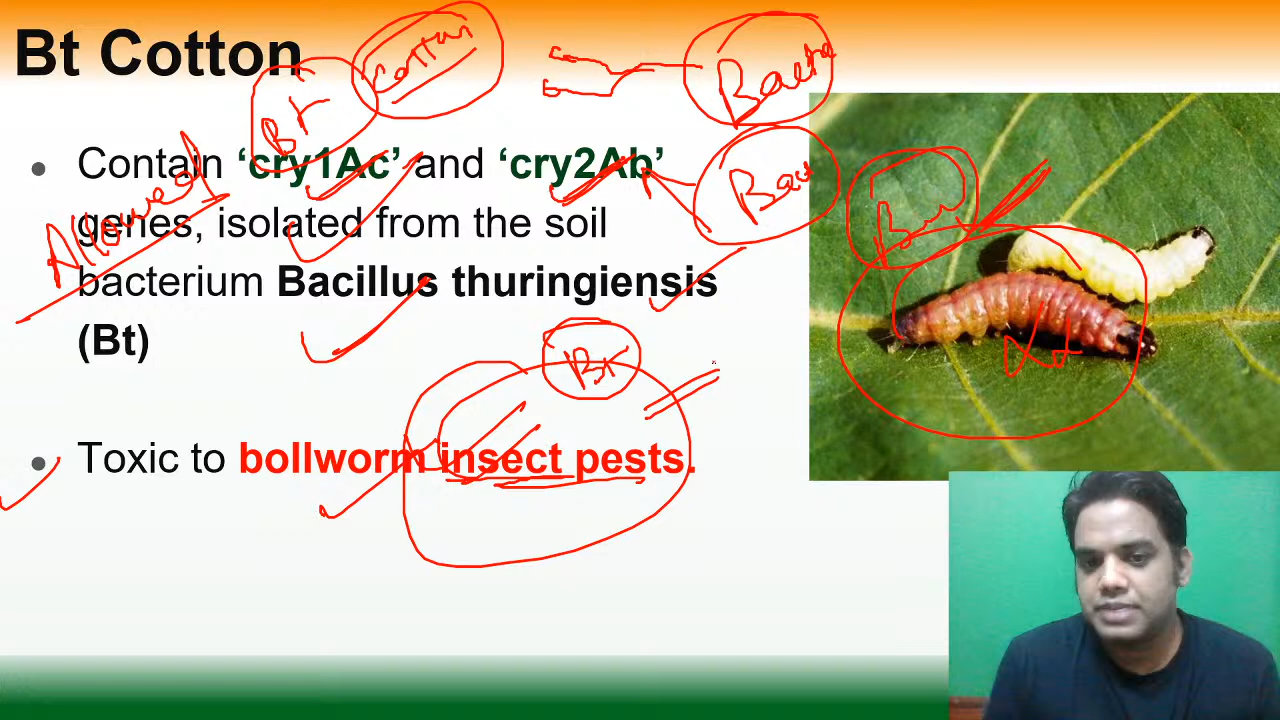 Bt Cotton
BT
Cotton
Bacte
Allowed
Contain ‘cry1Ac’ and ‘cry2Ab’
genes, isolated from the soil
bacterium Bacillus thuringiensis
(Bt)
Toxic to bollworm insect pests.